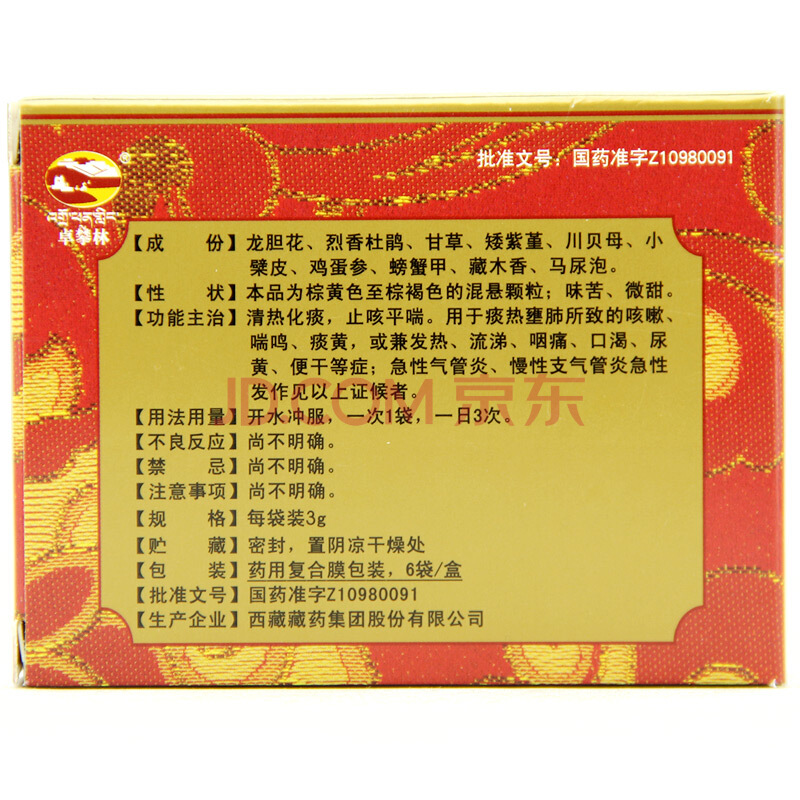 批准文号：国药准字Z10980091
®
卓攀林
【成　份】龙胆花、烈香杜鹃、甘草、矮紫堇、川贝母、小
檗皮、鸡蛋参、螃蟹甲、藏木香、马尿泡。
【性　状】本品为棕黄色至棕褐色的混悬颗粒；味苦、微甜。
【功能主治】清热化痰，止咳平喘。用于痰热壅肺所致的咳嗽、
喘鸣、痰黄，或兼发热、流涕、咽痛、口渴、尿
黄、便干等症；急性气管炎、慢性支气管炎急性
发作见以上证候者。
JD.COM 京东
【用法用量】开水冲服，一次1袋，一日3次。
【不良反应】尚不明确。
【禁　忌】尚不明确。
【注意事项】尚不明确。
【规　格】每袋装3g
【贮　藏】密封，置阴凉干燥处
【包　装】药用复合膜包装，6袋/盒
【批准文号】国药准字Z10980091
【生产企业】西藏藏药集团股份有限公司